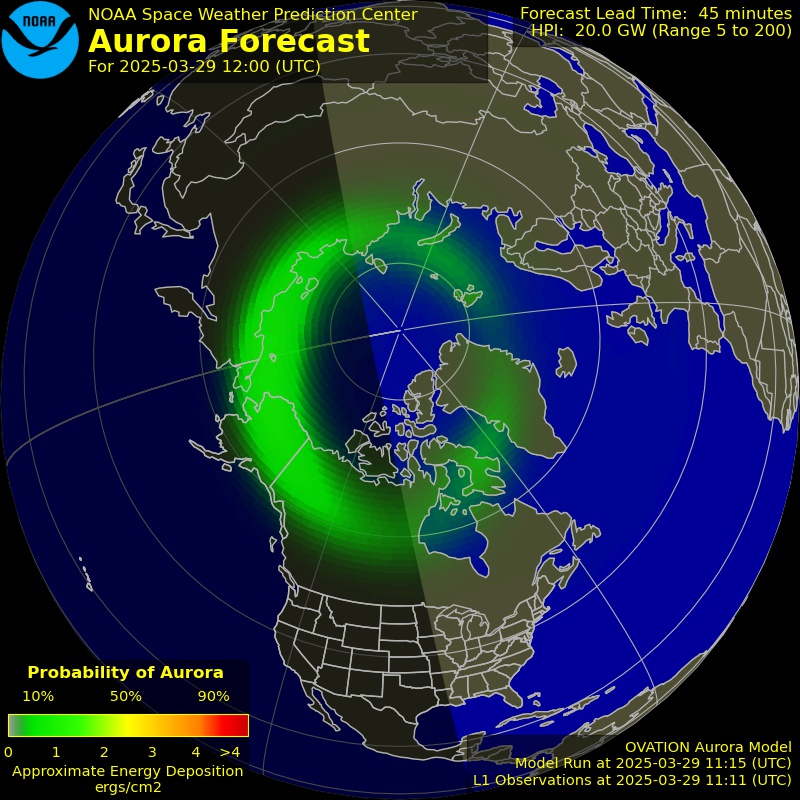 NOAA
NOAA Space Weather Prediction Center
Aurora Forecast
For 2025-03-29 12:00 (UTC)
Forecast Lead Time:  45 minutes
HPI:  20.0 GW (Range 5 to 200)
Probability of Aurora
10% 50% 90%
0 1 2 3 4 >4
Approximate Energy Deposition
ergs/cm2
OVATION Aurora Model
Model Run at 2025-03-29 11:15 (UTC)
L1 Observations at 2025-03-29 11:11 (UTC)